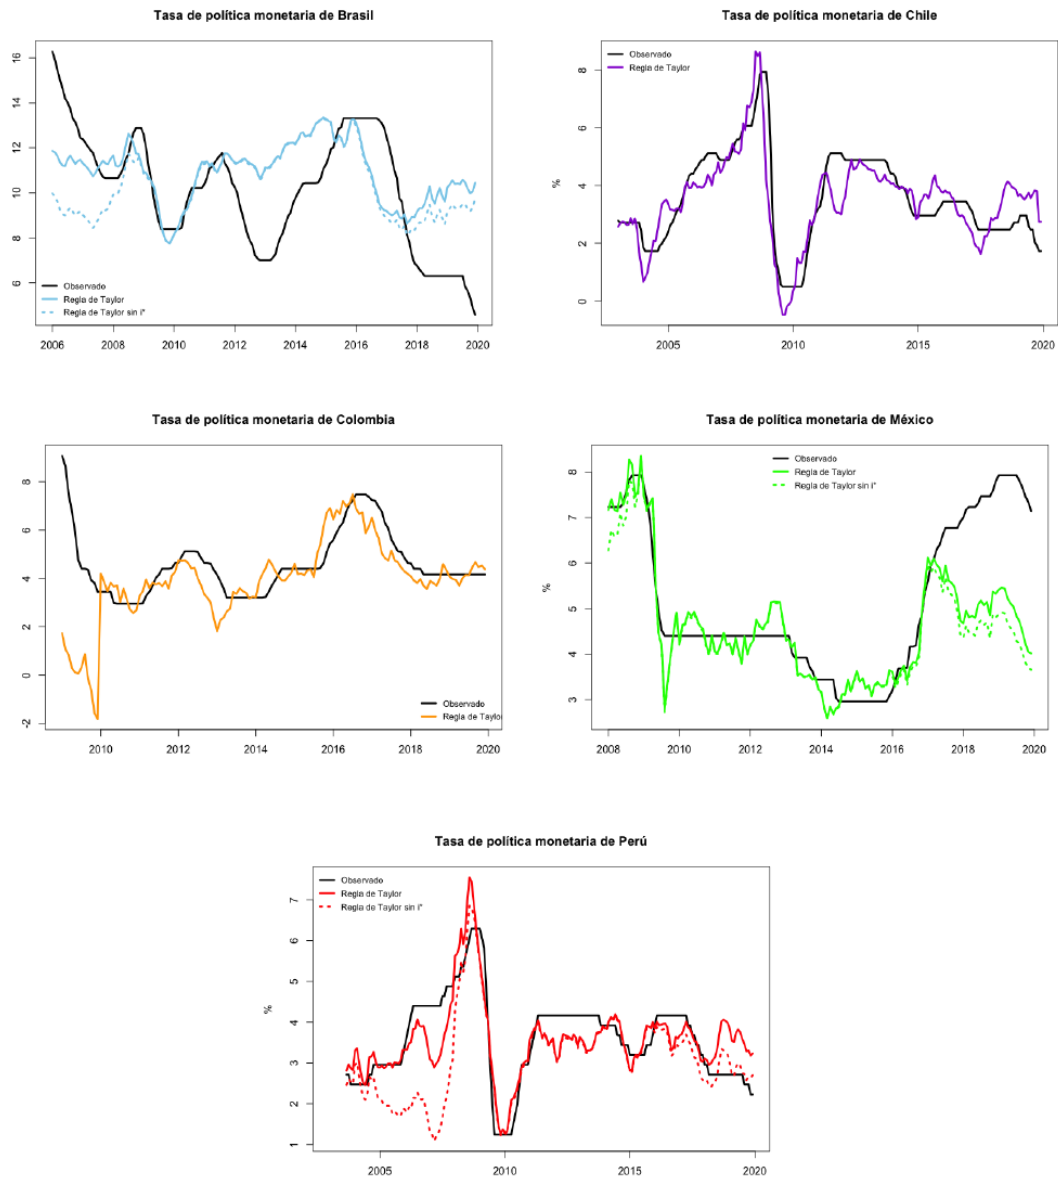 Tasa de política monetaria de Brasil
16
14
12
10
8
6
Observado
Regla de Taylor
Regla de Taylor sin i*
2006 2008 2010 2012 2014 2016 2018 2020
Tasa de política monetaria de Chile
Observado
Regla de Taylor
%
8
6
4
2
0
2005 2010 2015 2020
Tasa de política monetaria de Colombia
8
6
4
2
0
-2
Observado
Regla de Taylo
2010 2012 2014 2016 2018 2020
Tasa de política monetaria de México
Observado
Regla de Taylor
Regla de Taylor sin i*
%
8
7
6
5
4
3
2008 2010 2012 2014 2016 2018 2020
Tasa de política monetaria de Perú
Observado
Regla de Taylor
Regla de Taylor sin i*
%
7
6
5
4
3
2
1
2005 2010 2015 2020